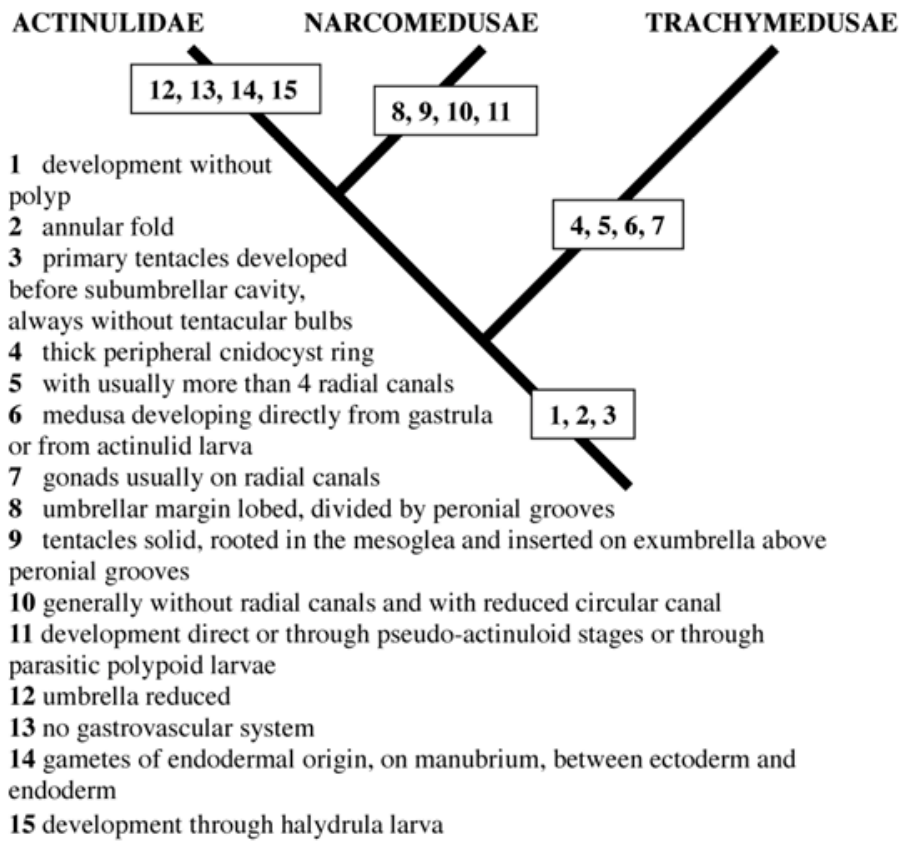 ACTINULIDAE NARCOMEDUSAE TRACHYMEDUSAE
12, 13, 14, 15
8, 9, 10, 11
4, 5, 6, 7
1, 2, 3
1 development without
polyp
2 annular fold
3 primary tentacles developed
before subumbrellar cavity,
always without tentacular bulbs
4 thick peripheral cnidocyst ring
5 with usually more than 4 radial canals
6 medusa developing directly from gastrula
or from actinulid larva
7 gonads usually on radial canals
8 umbrellar margin lobed, divided by peronial grooves
9 tentacles solid, rooted in the mesoglea and inserted on exumbrella above
peronial grooves
10 generally without radial canals and with reduced circular canal
11 development direct or through pseudo-actinuloid stages or through
parasitic polypoid larvae
12 umbrella reduced
13 no gastrovascular system
14 gametes of endodermal origin, on manubrium, between ectoderm and
endoderm
15 development through halydrula larva